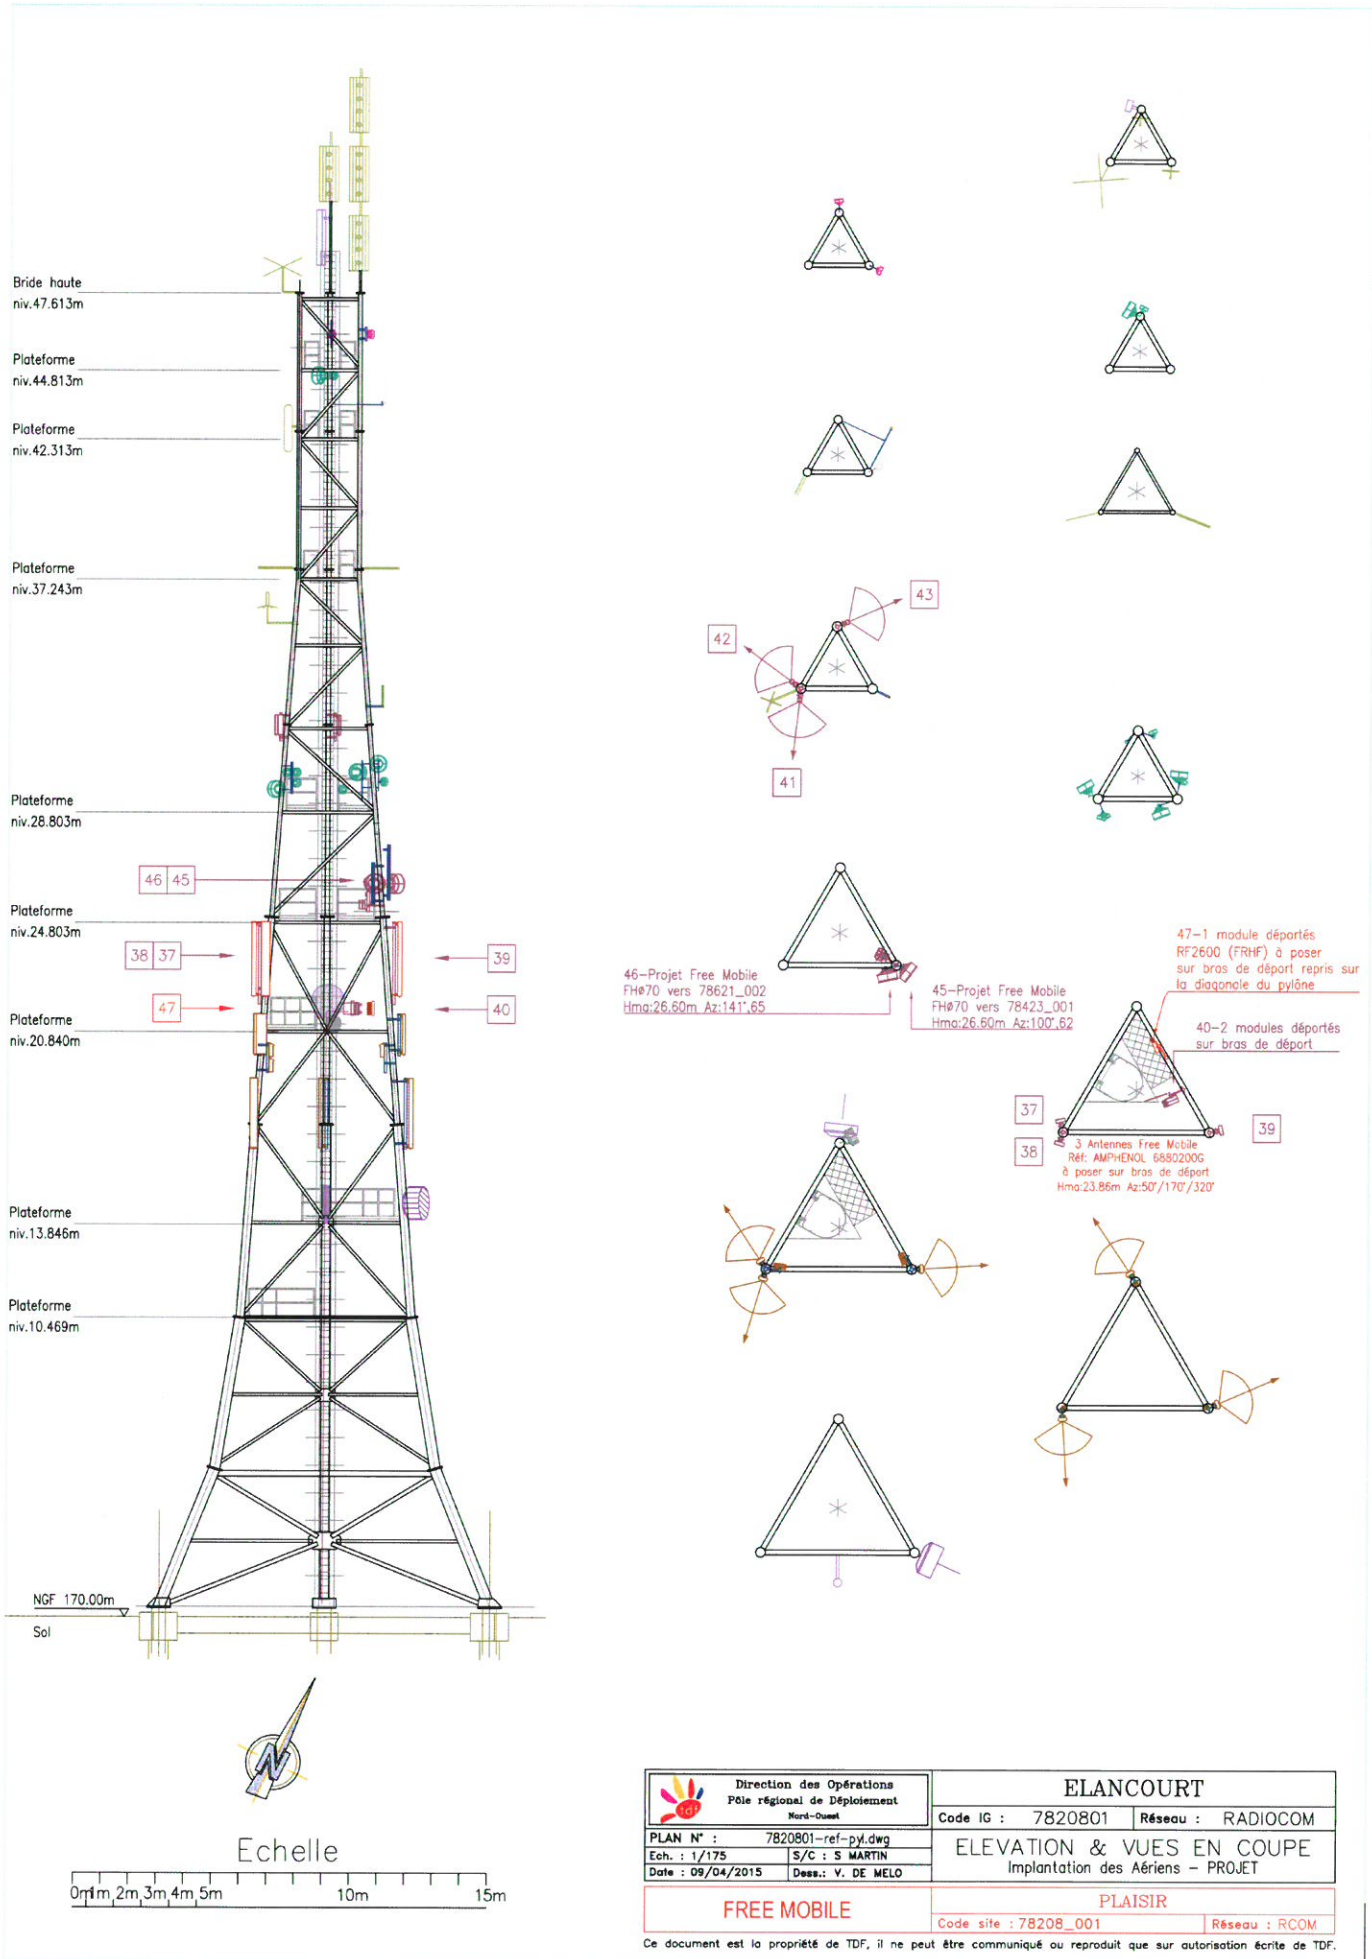 Bride haute
niv.47.613m
Plateforme
niv.44.813m
Plateforme
niv.42.313m
Plateforme
niv.37.243m
43
42
41
Plateforme
niv.28.803m
46 45
Plateforme
niv.24.803m
38 37
39
47
40
Plateforme
niv.20.840m
46-Projet Free Mobile
FHø70 vers 78621_002
Hma:26.60m Az:141°,65
45-Projet Free Mobile
FHø70 vers 78423_001
Hma:26.60m Az:100°,62
47-1 module déportés
RF2600 (FRHF) à poser
sur bras de départ repris sur
la diagonale du pylône
40-2 modules déportés
sur bras de départ
37
38
39
3 Antennes Free Mobile
Réf: AMPHENOL 6880200G
à poser sur bras de départ
Hma:23.86m Az:50°/170°/320°
Plateforme
niv.13.846m
Plateforme
niv.10.469m
NGF 170.00m
Sol
N
Echelle
0m 1m 2m 3m 4m 5m 10m 15m
tdf
Direction des Opérations
Pôle régional de Déploiement
Nord-Ouest
PLAN N° : 7820801-ref-pyl.dwg
Ech. : 1/175 S/C : S MARTIN
Date : 09/04/2015 Dess.: V. DE MELO
ELANCOURT
Code IG : 7820801 Réseau : RADIOCOM
ELEVATION & VUES EN COUPE
Implantation des Aériens - PROJET
FREE MOBILE
PLAISIR
Code site : 78208_001 Réseau : RCOM
Ce document est la propriété de TDF, il ne peut être communiqué ou reproduit que sur autorisation écrite de TDF.